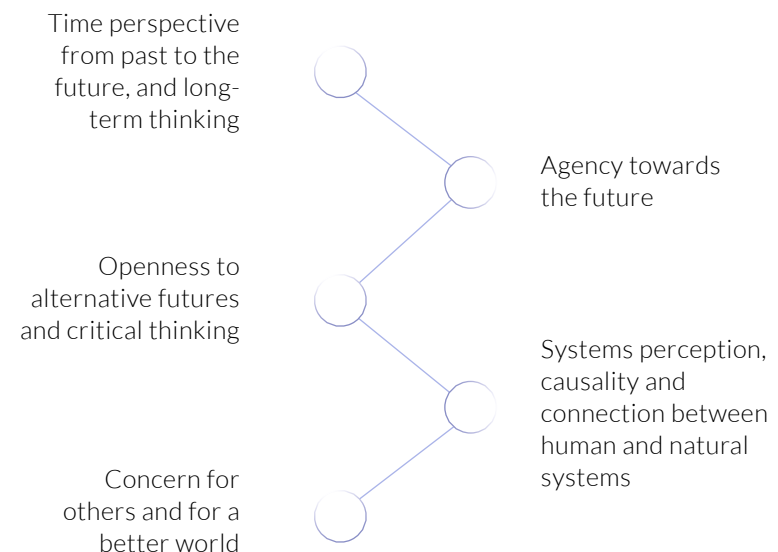 Time perspective
from past to the
future, and long-
term thinking
Agency towards
the future
Openness to
alternative futures
and critical thinking
Systems perception,
causality and
connection between
human and natural
systems
Concern for
others and for a
better world